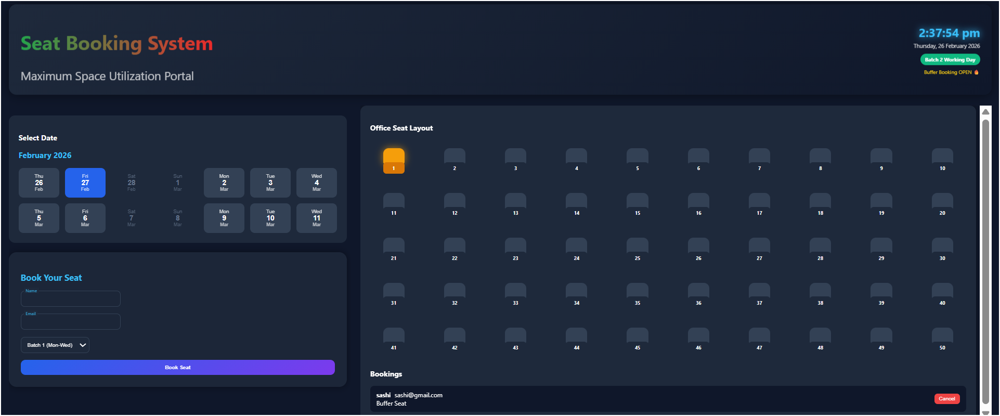 Seat Booking System
Maximum Space Utilization Portal
2:37:54 pm
Thursday, 26 February 2026
Batch 2 Working Day
Buffer Booking OPEN 🔥
Select Date
February 2026
Thu 26 Feb
Fri 27 Feb
Sat 28 Feb
Sun 1 Mar
Mon 2 Mar
Tue 3 Mar
Wed 4 Mar
Thu 5 Mar
Fri 6 Mar
Sat 7 Mar
Sun 8 Mar
Mon 9 Mar
Tue 10 Mar
Wed 11 Mar
Book Your Seat
Name
Email
Batch 1 (Mon-Wed)
Book Seat
Office Seat Layout
1 2 3 4 5 6 7 8 9 10
11 12 13 14 15 16 17 18 19 20
21 22 23 24 25 26 27 28 29 30
31 32 33 34 35 36 37 38 39 40
41 42 43 44 45 46 47 48 49 50
Bookings
sashi sashi@gmail.com
Buffer Seat
Cancel